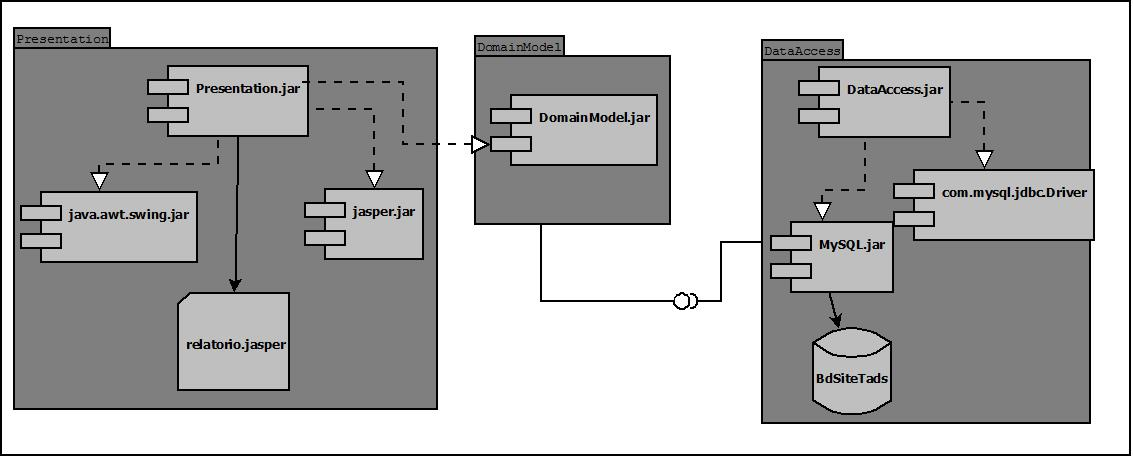 Presentation
Presentation.jar
java.awt.swing.jar
jasper.jar
relatorio.jasper
DomainModel
DomainModel.jar
DataAccess
DataAccess.jar
com.mysql.jdbc.Driver
MySQL.jar
BdSiteTads